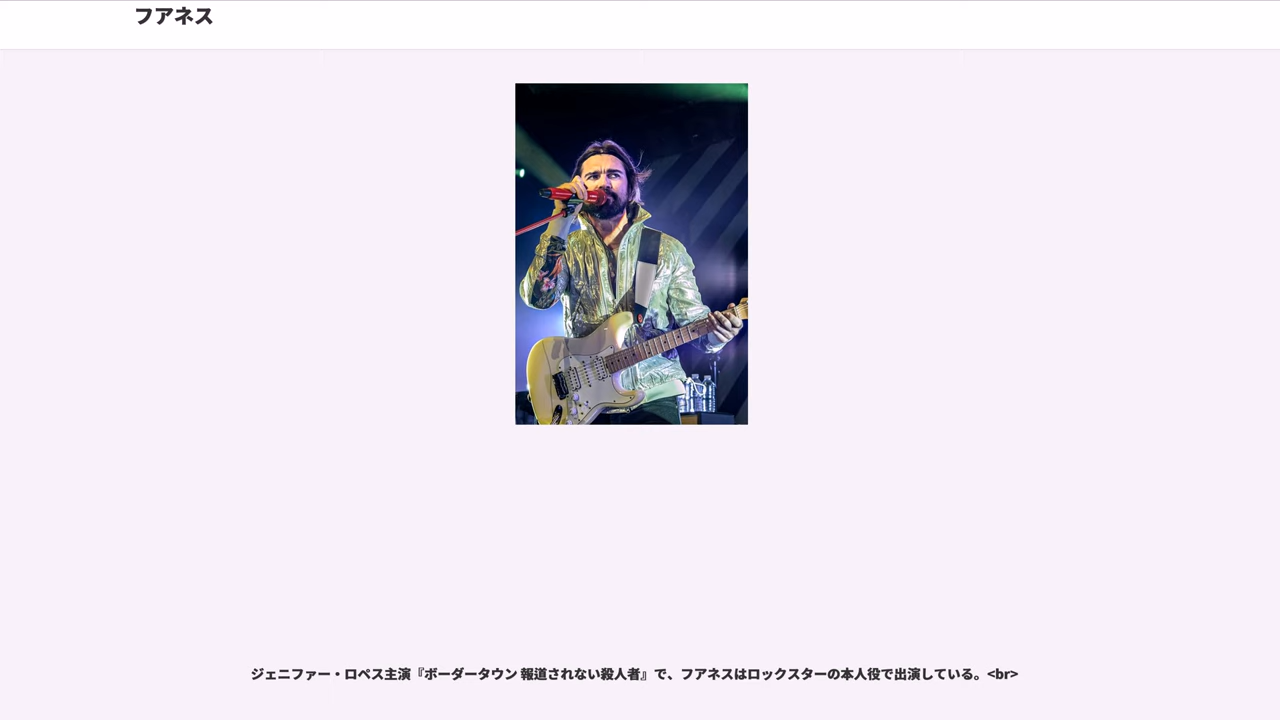 フアネス
ジェニファー・ロペス主演『ボーダータウン 報道されない殺人者』で、フアネスはロックスターの本人役で出演している。<br>